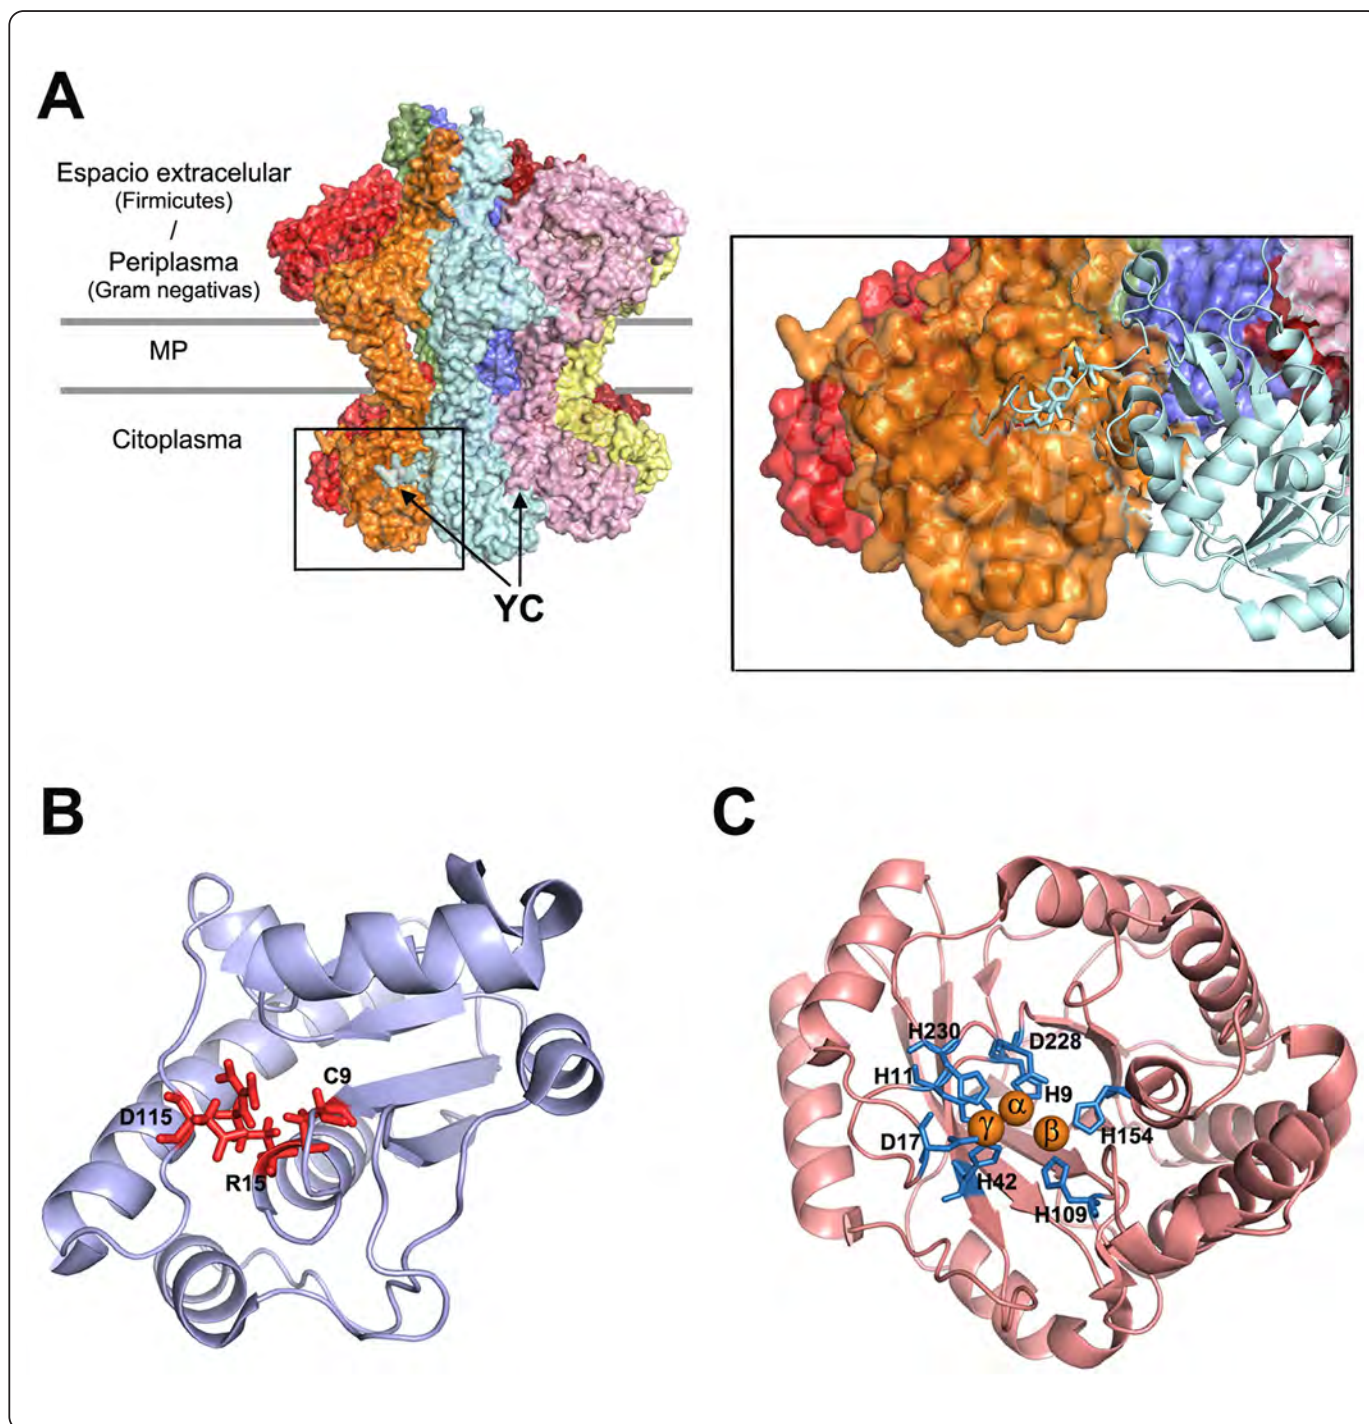 A
Espacio extracelular
(Firmicutes)
/
Periplasma
(Gram negativas)
MP
Citoplasma
YC
B
D115
C9
R15
C
H230
D228
H11
H9
α
γ
β
D17
H154
H42
H109